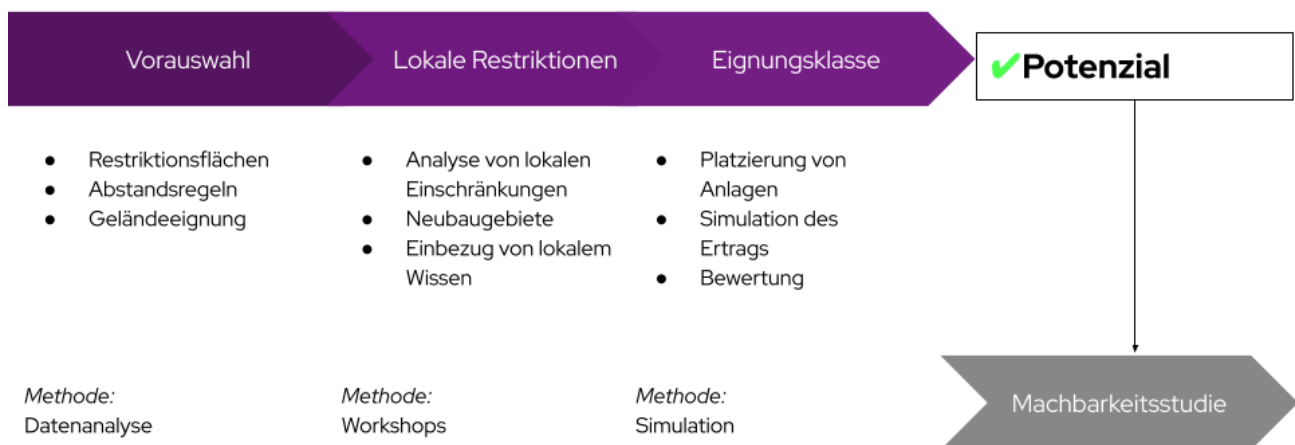 Vorauswahl
Lokale Restriktionen
Eignungsklasse
✔Potenzial
● Restriktionsflächen
● Abstandsregeln
● Geländeeignung
● Analyse von lokalen
Einschränkungen
● Neubaugebiete
● Einbezug von lokalem
Wissen
● Platzierung von
Anlagen
● Simulation des
Ertrags
● Bewertung
Methode:
Datenanalyse
Methode:
Workshops
Methode:
Simulation
Machbarkeitsstudie